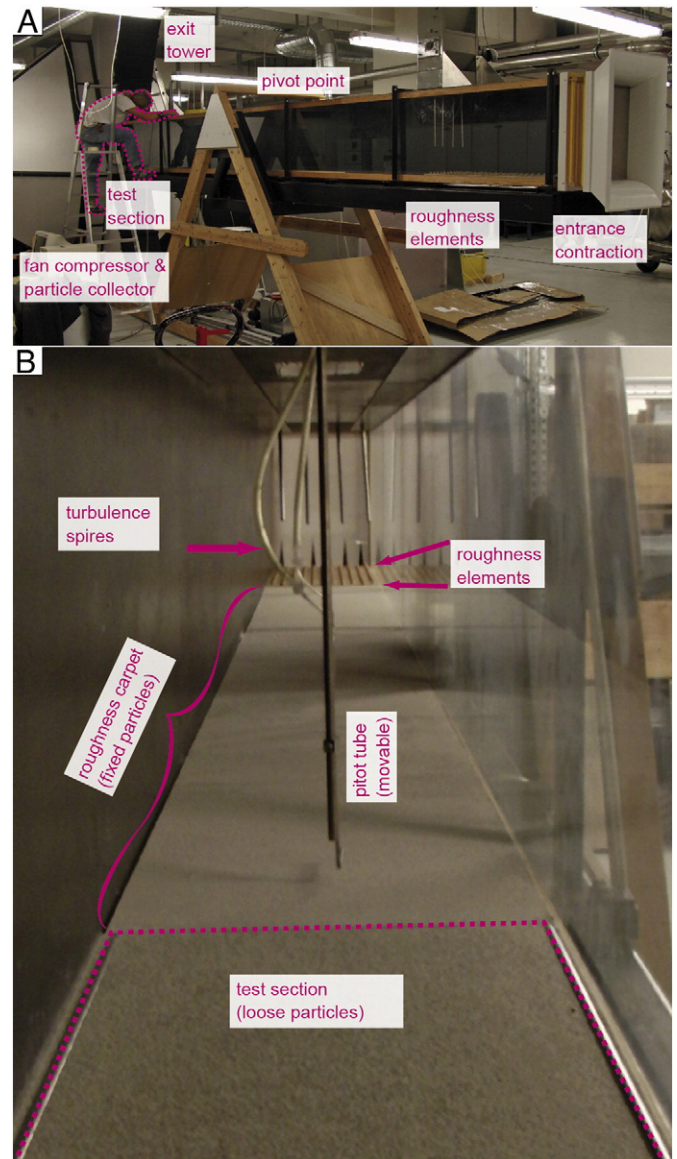 A
exit
tower
pivot point
test
section
roughness
elements
entrance
contraction
fan compressor &
particle collector
B
turbulence
spires
roughness
elements
roughness carpet
(fixed particles)
pitot tube
(movable)
test section
(loose particles)